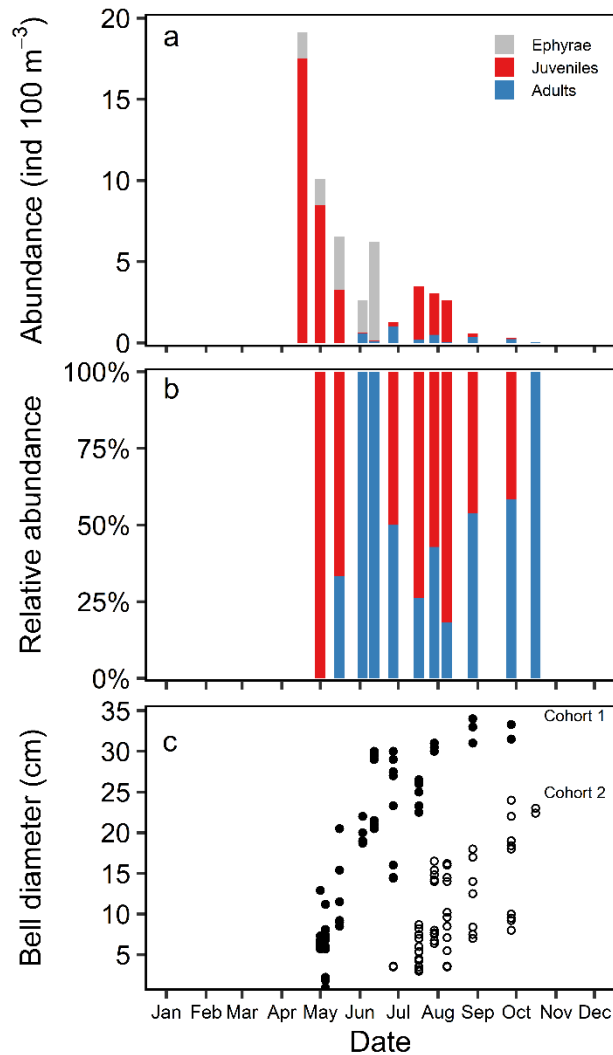 a
Ephyrae
Juveniles
Adults
Abundance (ind 100 m⁻³)
20
15
10
5
0
b
Relative abundance
100%
75%
50%
25%
0%
c
Cohort 1
Cohort 2
Bell diameter (cm)
35
30
25
20
15
10
5
Jan Feb Mar Apr May Jun Jul Aug Sep Oct Nov Dec
Date